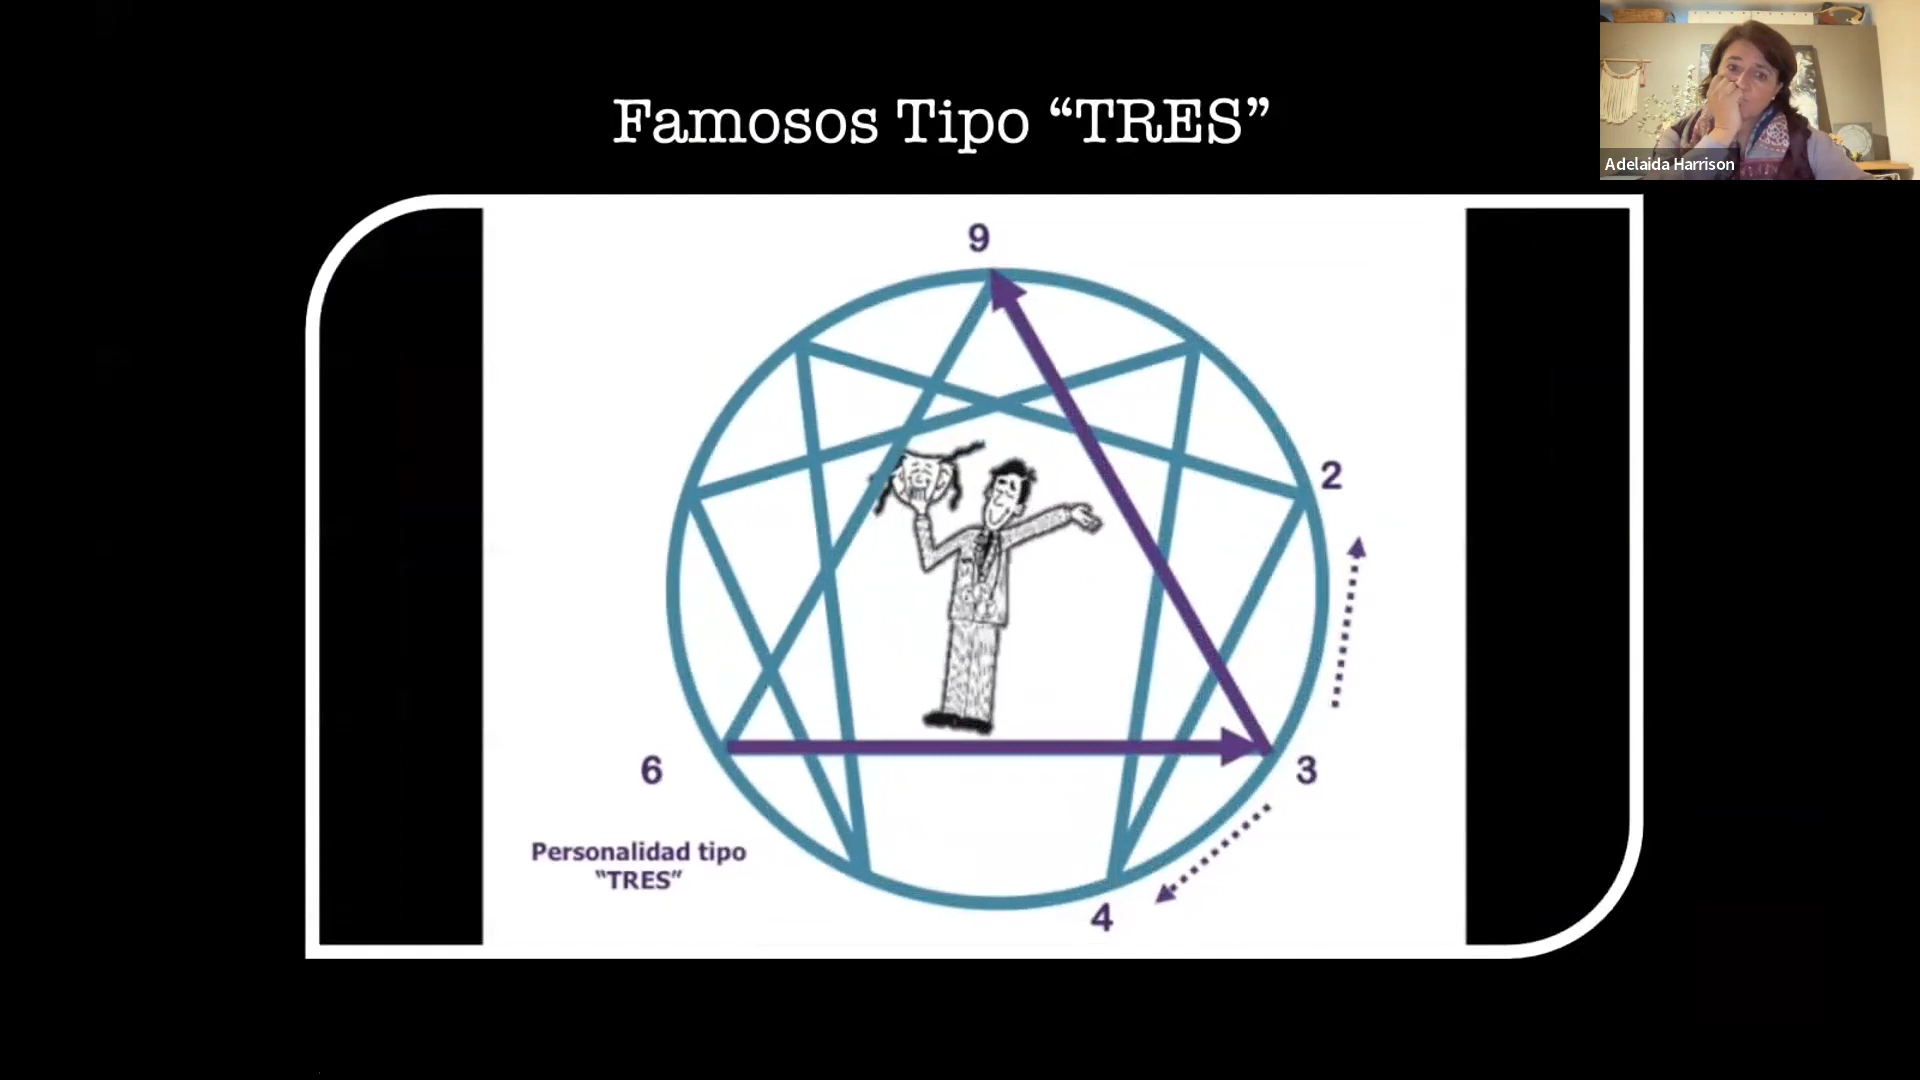 Famosos Tipo “TRES”
Adelaida Harrison
9
2
6
3
Personalidad tipo
“TRES”
4